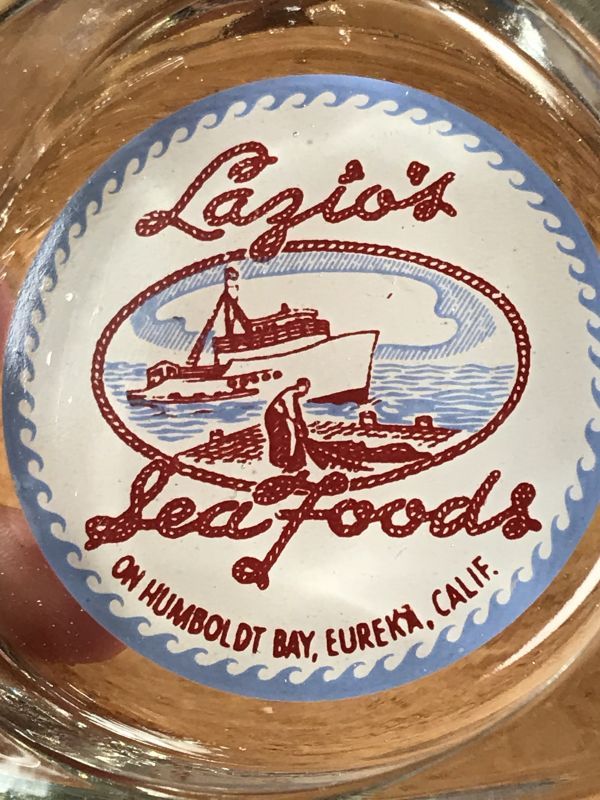 Lazio's
Sea Foods
ON HUMBOLDT BAY, EUREKA, CALIF.